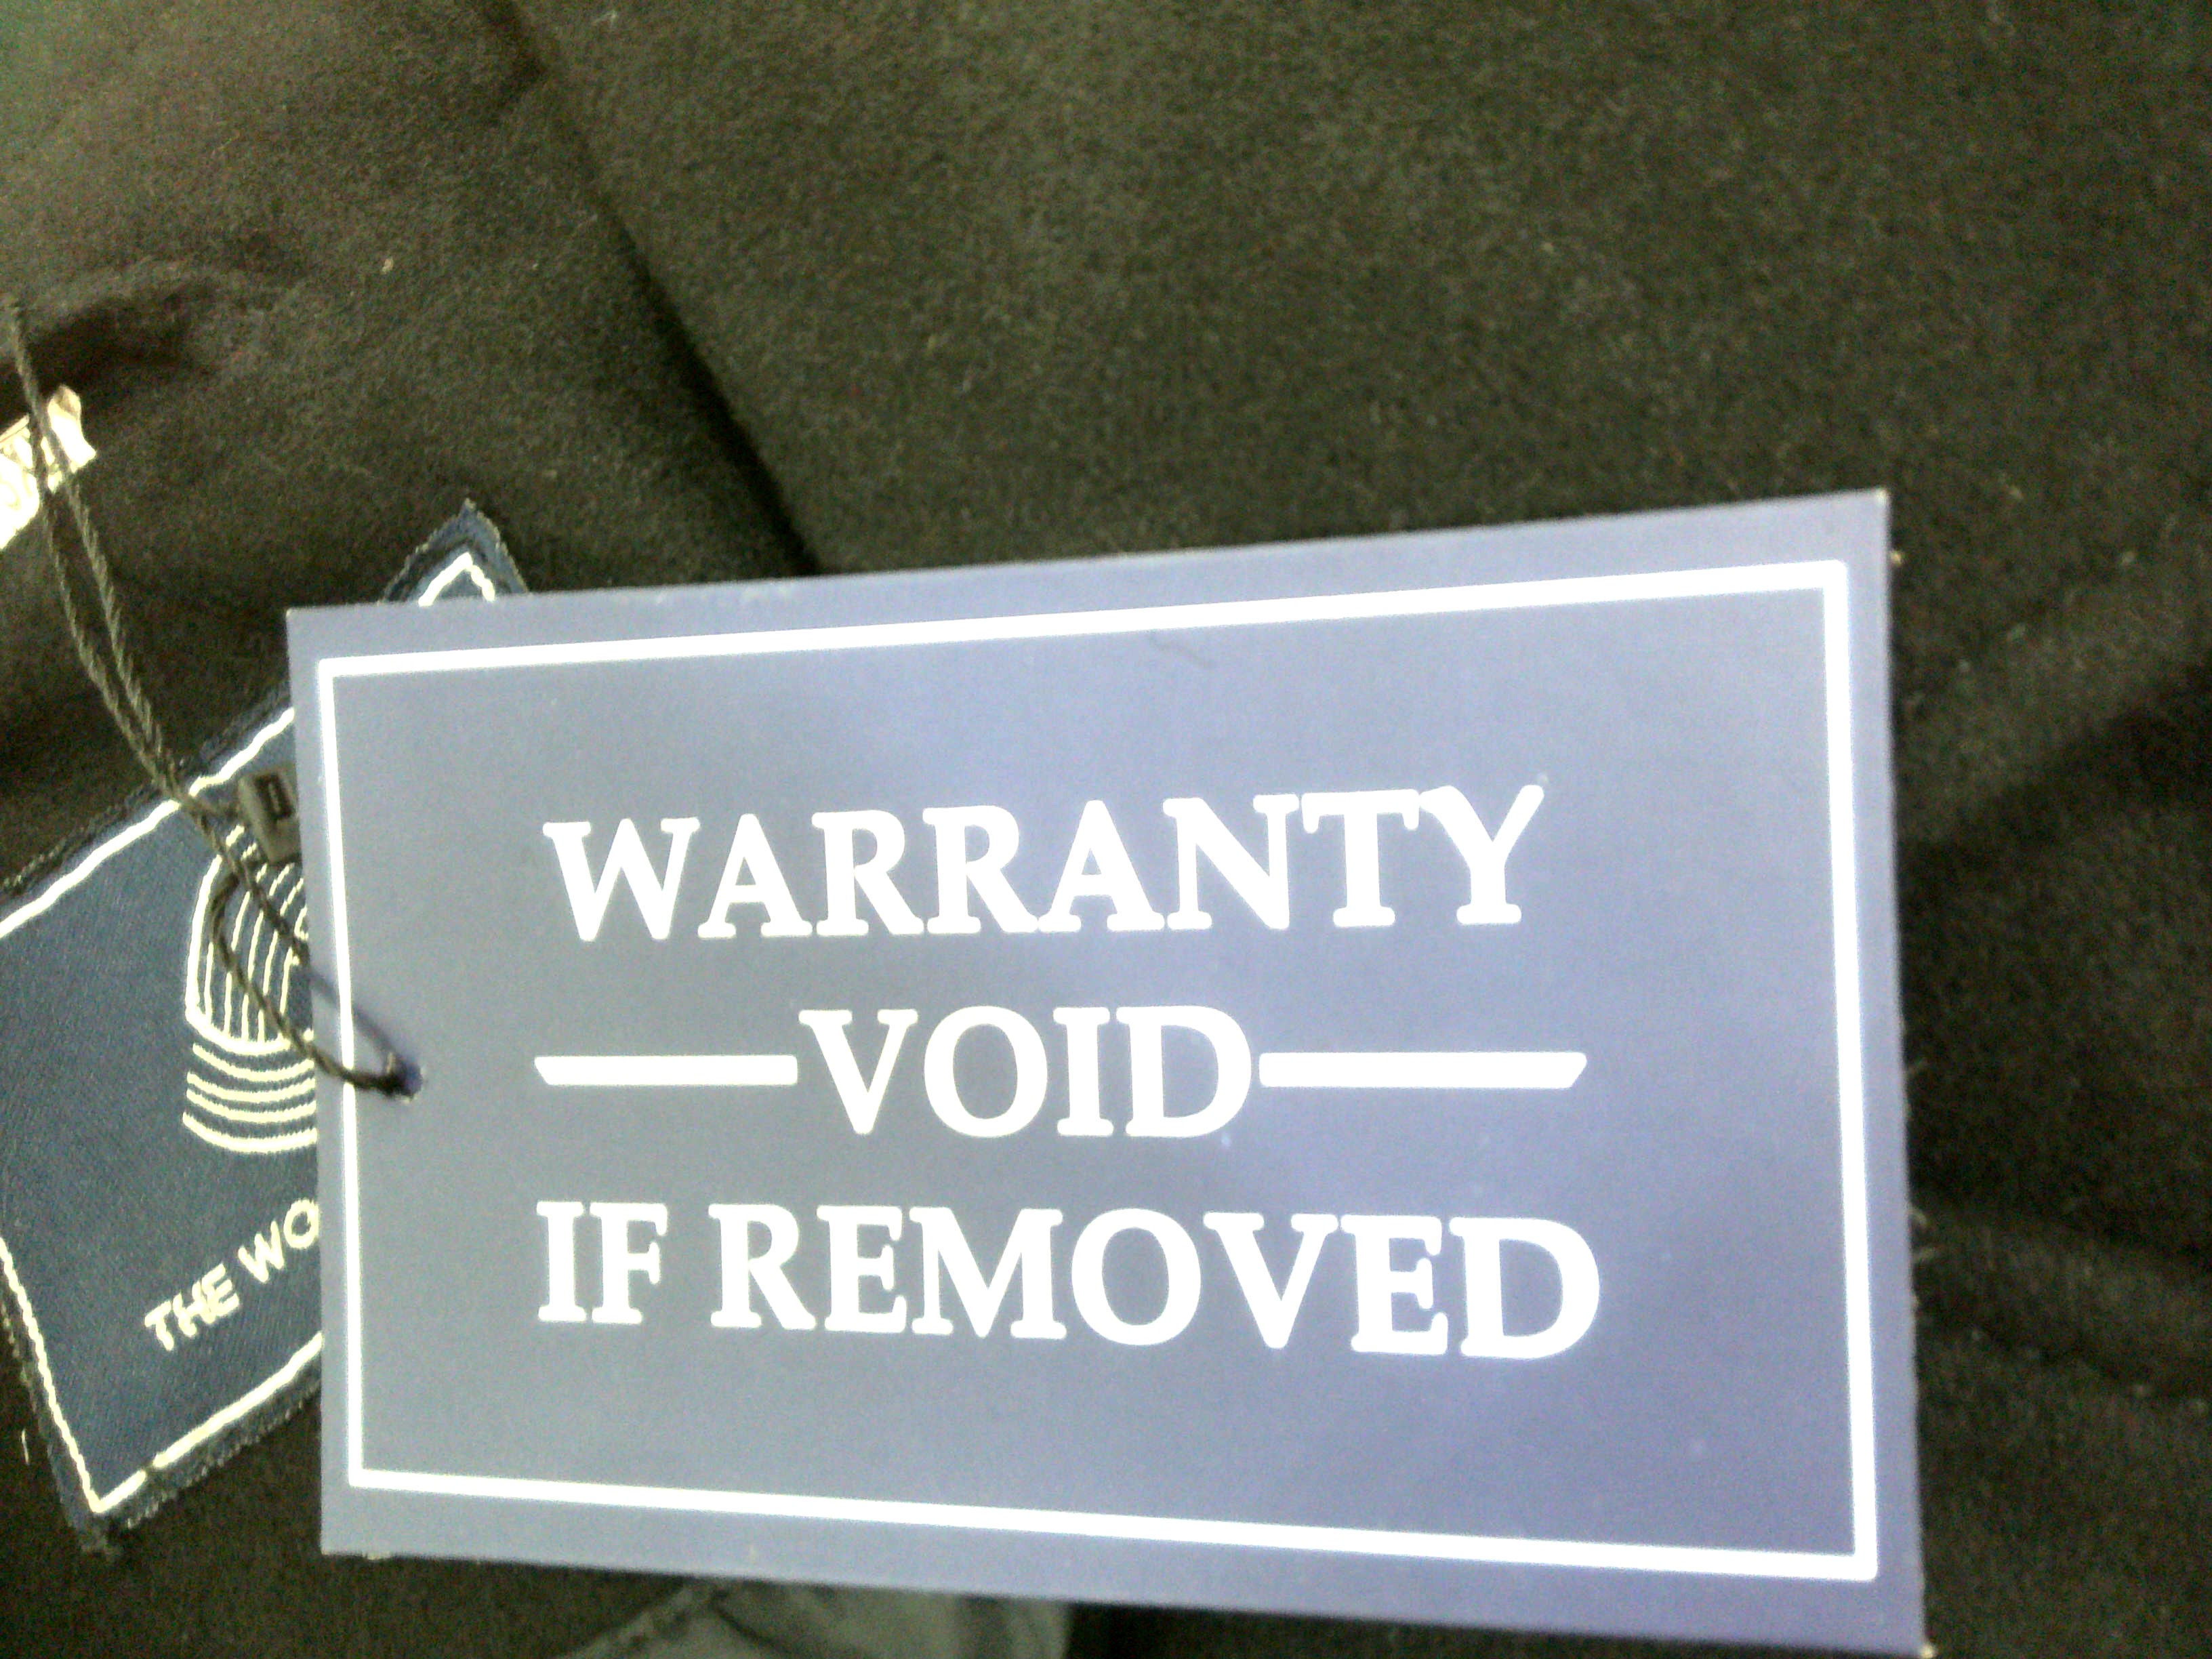 WARRANTY
VOID
IF REMOVED
THE WO